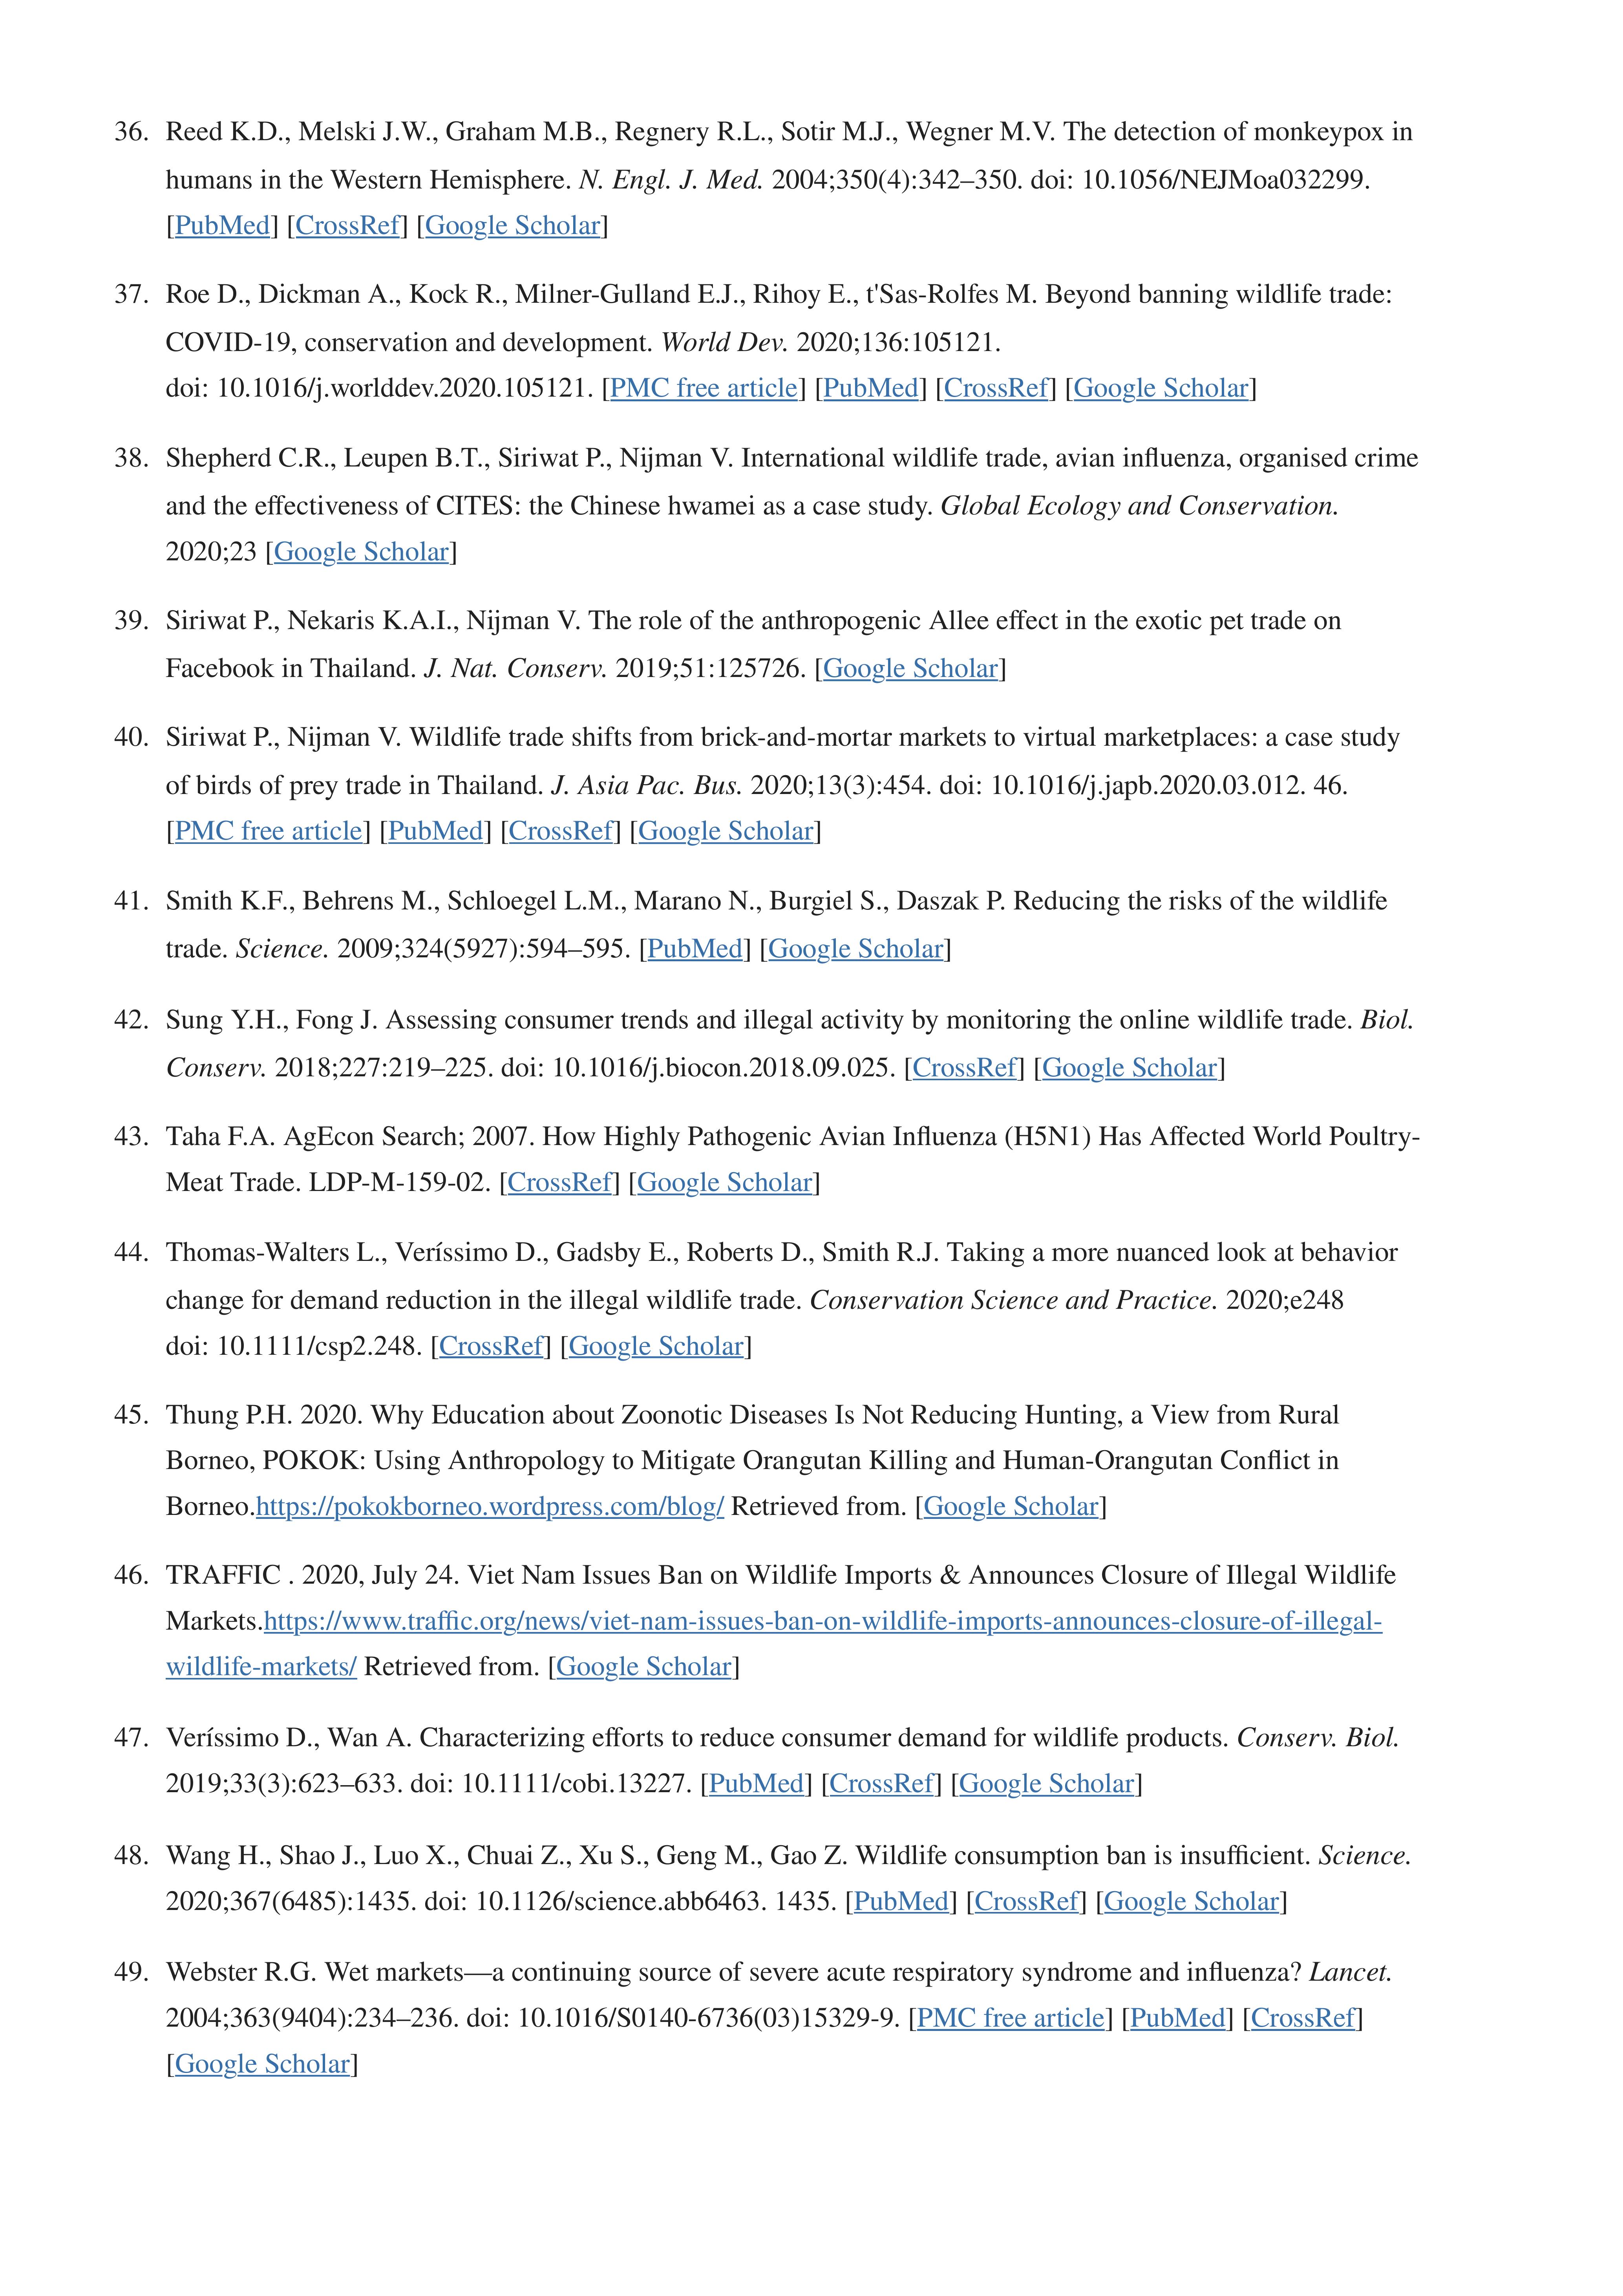 36. Reed K.D., Melski J.W., Graham M.B., Regnery R.L., Sotir M.J., Wegner M.V. The detection of monkeypox in
humans in the Western Hemisphere. N. Engl. J. Med. 2004;350(4):342–350. doi: 10.1056/NEJMoa032299.
[PubMed] [CrossRef] [Google Scholar]
37. Roe D., Dickman A., Kock R., Milner-Gulland E.J., Rihoy E., t'Sas-Rolfes M. Beyond banning wildlife trade:
COVID-19, conservation and development. World Dev. 2020;136:105121.
doi: 10.1016/j.worlddev.2020.105121. [PMC free article] [PubMed] [CrossRef] [Google Scholar]
38. Shepherd C.R., Leupen B.T., Siriwat P., Nijman V. International wildlife trade, avian influenza, organised crime
and the effectiveness of CITES: the Chinese hwamei as a case study. Global Ecology and Conservation.
2020;23 [Google Scholar]
39. Siriwat P., Nekaris K.A.I., Nijman V. The role of the anthropogenic Allee effect in the exotic pet trade on
Facebook in Thailand. J. Nat. Conserv. 2019;51:125726. [Google Scholar]
40. Siriwat P., Nijman V. Wildlife trade shifts from brick-and-mortar markets to virtual marketplaces: a case study
of birds of prey trade in Thailand. J. Asia Pac. Bus. 2020;13(3):454. doi: 10.1016/j.japb.2020.03.012. 46.
[PMC free article] [PubMed] [CrossRef] [Google Scholar]
41. Smith K.F., Behrens M., Schloegel L.M., Marano N., Burgiel S., Daszak P. Reducing the risks of the wildlife
trade. Science. 2009;324(5927):594–595. [PubMed] [Google Scholar]
42. Sung Y.H., Fong J. Assessing consumer trends and illegal activity by monitoring the online wildlife trade. Biol.
Conserv. 2018;227:219–225. doi: 10.1016/j.biocon.2018.09.025. [CrossRef] [Google Scholar]
43. Taha F.A. AgEcon Search; 2007. How Highly Pathogenic Avian Influenza (H5N1) Has Affected World Poultry-
Meat Trade. LDP-M-159-02. [CrossRef] [Google Scholar]
44. Thomas-Walters L., Veríssimo D., Gadsby E., Roberts D., Smith R.J. Taking a more nuanced look at behavior
change for demand reduction in the illegal wildlife trade. Conservation Science and Practice. 2020;e248
doi: 10.1111/csp2.248. [CrossRef] [Google Scholar]
45. Thung P.H. 2020. Why Education about Zoonotic Diseases Is Not Reducing Hunting, a View from Rural
Borneo, POKOK: Using Anthropology to Mitigate Orangutan Killing and Human-Orangutan Conflict in
Borneo.https://pokokborneo.wordpress.com/blog/ Retrieved from. [Google Scholar]
46. TRAFFIC . 2020, July 24. Viet Nam Issues Ban on Wildlife Imports & Announces Closure of Illegal Wildlife
Markets.https://www.traffic.org/news/viet-nam-issues-ban-on-wildlife-imports-announces-closure-of-illegal-
wildlife-markets/ Retrieved from. [Google Scholar]
47. Veríssimo D., Wan A. Characterizing efforts to reduce consumer demand for wildlife products. Conserv. Biol.
2019;33(3):623–633. doi: 10.1111/cobi.13227. [PubMed] [CrossRef] [Google Scholar]
48. Wang H., Shao J., Luo X., Chuai Z., Xu S., Geng M., Gao Z. Wildlife consumption ban is insufficient. Science.
2020;367(6485):1435. doi: 10.1126/science.abb6463. 1435. [PubMed] [CrossRef] [Google Scholar]
49. Webster R.G. Wet markets—a continuing source of severe acute respiratory syndrome and influenza? Lancet.
2004;363(9404):234–236. doi: 10.1016/S0140-6736(03)15329-9. [PMC free article] [PubMed] [CrossRef]
[Google Scholar]